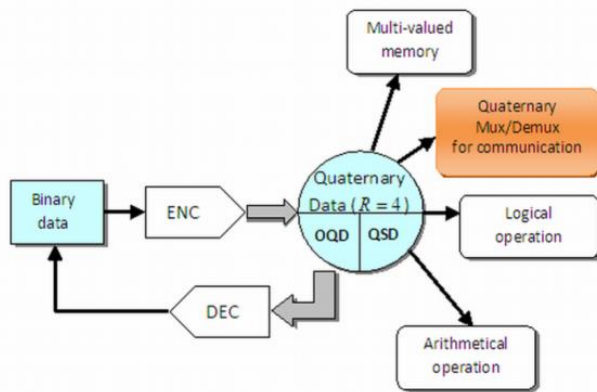 Multi-valued
memory
Quaternary
Mux/Demux
for communication
Quaternary
Data (R = 4)
OQD
QSD
Binary
data
ENC
Logical
operation
DEC
Arithmetical
operation